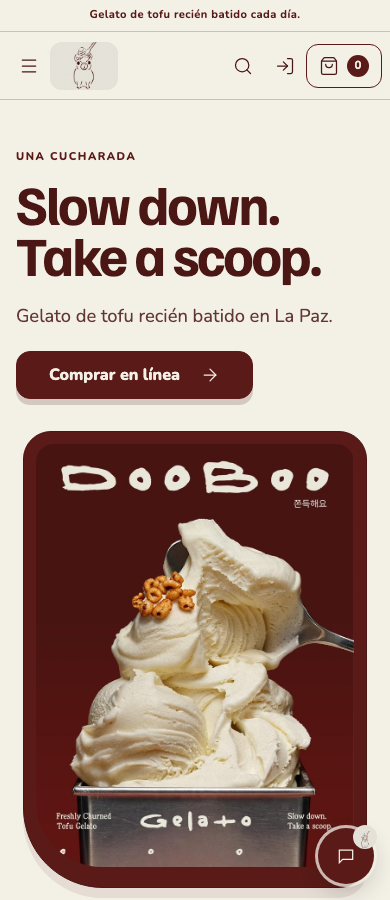 Gelato de tofu recién batido cada día.
0
UNA CUCHARADA
Slow down.
Take a scoop.
Gelato de tofu recién batido en La Paz.
Comprar en línea
DooBoo
쫀득해요
Freshly Churned
Tofu Gelato
Gelato
Slow down.
Take a scoop.